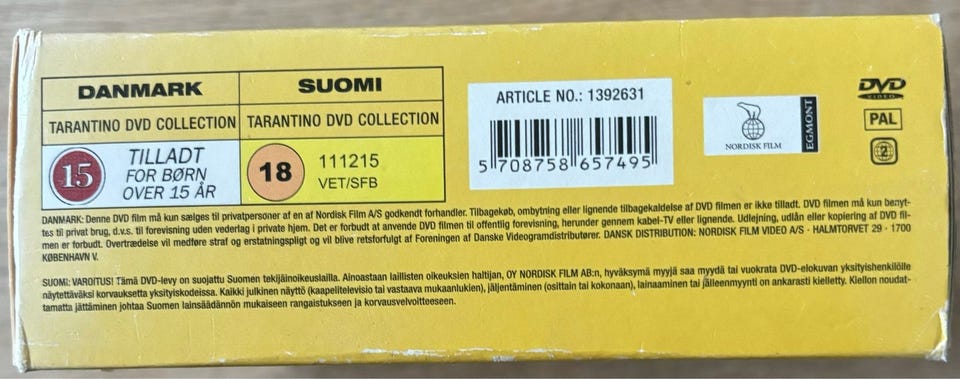 DANMARK
SUOMI
TARANTINO DVD COLLECTION
TARANTINO DVD COLLECTION
15
TILLADT
FOR BØRN
OVER 15 ÅR
18
111215
VET/SFB
ARTICLE NO.: 1392631
5 708758 657495
NORDISK FILM
EGMONT
DVD
VIDEO
PAL
2
DANMARK: Denne DVD film må kun sælges til privatpersoner af en af Nordisk Film A/S godkendt forhandler. Tilbagekøb, ombytning eller lignende tilbagekaldelse af DVD filmen er ikke tilladt. DVD filmen må kun benyt-
tes til privat brug, d.v.s. til forevisning uden vederlag i private hjem. Det er forbudt at anvende DVD filmen til offentlig forevisning, herunder gennem kabel-TV eller lignende. Udlejning, udlån eller kopiering af DVD fil-
men er forbudt. Overtrædelse vil medføre straf og erstatningspligt og vil blive retsforfulgt af Foreningen af Danske Videogramdistributører. DANSK DISTRIBUTION: NORDISK FILM VIDEO A/S · HALMTORVET 29 · 1700
KØBENHAVN V.
SUOMI: VAROITUS! Tämä DVD-levy on suojattu Suomen tekijäinoikeuslailla. Ainoastaan laillisten oikeuksien haltijan, OY NORDISK FILM AB:n, hyväksymä myyjä saa myydä tai vuokrata DVD-elokuvan yksityishenkilölle
näytettäväksi korvauksetta yksityiskodeissa. Kaikki julkinen näyttö (kaapelitelevisio tai vastaava mukaanlukien), jäljentäminen (osittain tai kokonaan), lainaaminen tai jälleenmyynti on ankarasti kielletty. Kiellon noudat-
tamatta jättäminen johtaa Suomen lainsäädännön mukaiseen rangaistukseen ja korvausvelvoitteeseen.